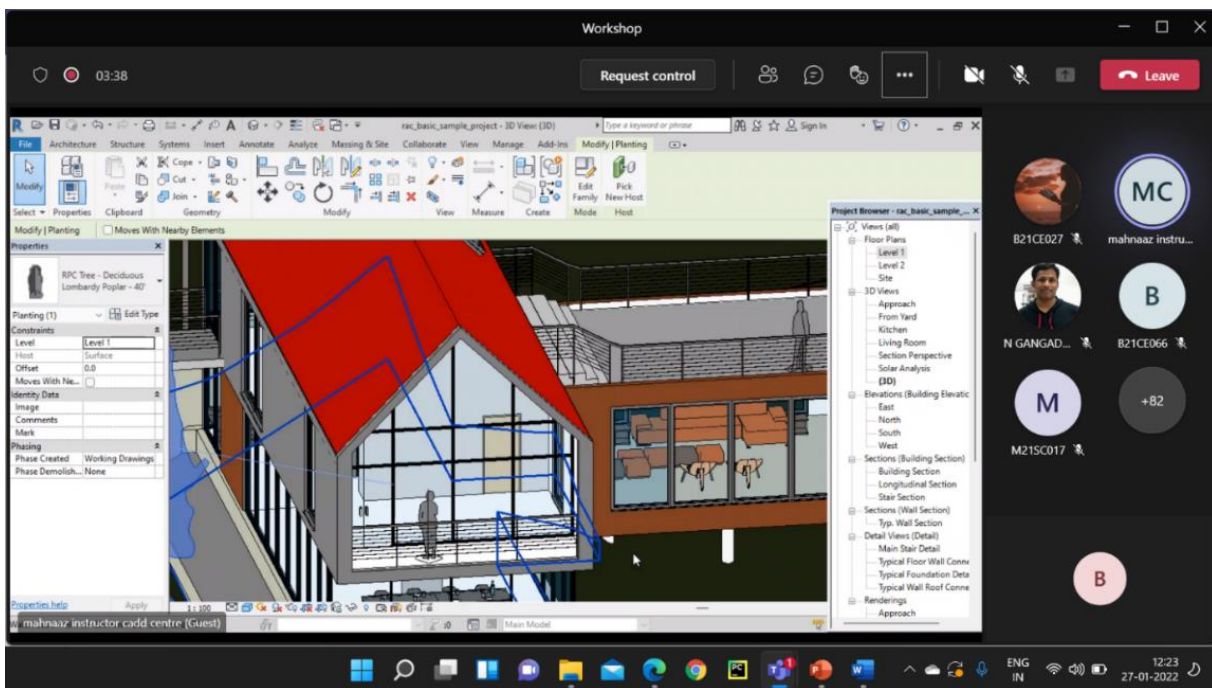 Workshop
03:38
Request control
Leave
rac_basic_sample_project - 3D View: {3D}
Type a keyword or phrase
Sign In
File Architecture Structure Systems Insert Annotate Analyze Massing & Site Collaborate View Manage Add-Ins Modify | Planting
Modify
Paste
Cope
Cut
Join
Edit Family
Pick New Host
Select Properties Clipboard Geometry Modify View Measure Create Mode Host
Modify | Planting Moves With Nearby Elements
Properties
RPC Tree - Deciduous
Lombardy Poplar - 40'
Planting (1) Edit Type
Constraints
Level Level 1
Host Surface
Offset 0.0
Moves With Ne...
Identity Data
Image
Comments
Mark
Phasing
Phase Created Working Drawings
Phase Demolish... None
Properties help Apply
1 : 100
Main Model
mahnaaz instructor cadd centre (Guest)
Project Browser - rac_basic_sample_...
Views (all)
Floor Plans
Level 1
Level 2
Site
3D Views
Approach
From Yard
Kitchen
Living Room
Section Perspective
Solar Analysis
{3D}
Elevations (Building Elevatic
East
North
South
West
Sections (Building Section)
Building Section
Longitudinal Section
Stair Section
Sections (Wall Section)
Typ. Wall Section
Detail Views (Detail)
Main Stair Detail
Typical Floor Wall Conne
Typical Foundation Deta
Typical Wall Roof Conne
Renderings
Approach
B21CE027
MC
mahnaaz instru...
N GANGAD...
B
B21CE066
M
M21SC017
+82
B
ENG
IN
12:23
27-01-2022